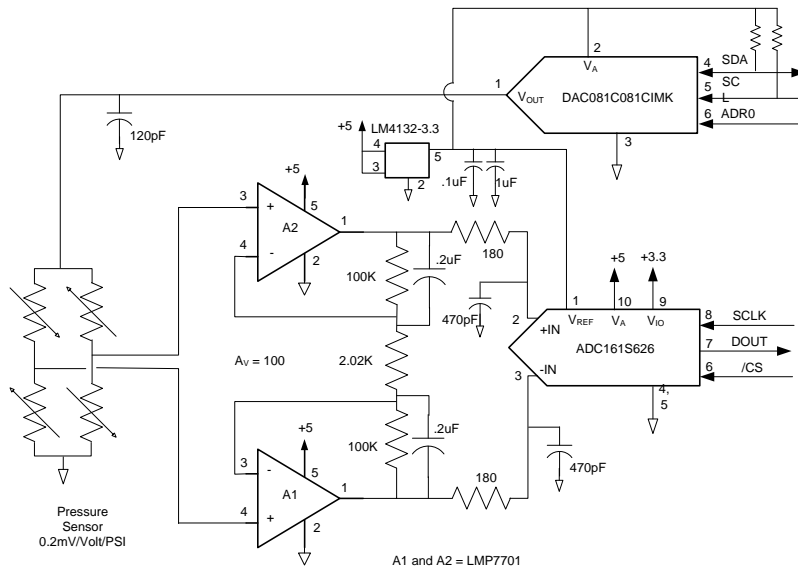 2
VA
1
VOUT
DAC081C081CIMK
4
SDA
5
SC
L
6
ADR0
3
120pF
+5
LM4132-3.3
4
3
5
2
.1uF
1uF
+5
3
+
5
A2
1
4
-
2
180
.2uF
100K
470pF
+5
+3.3
1
10
9
2
+IN
VREF
VA
VIO
8
SCLK
ADC161S626
7
DOUT
-IN
3
6
/CS
4,
5
AV = 100
2.02K
+5
100K
.2uF
470pF
3
-
5
A1
1
180
4
+
2
Pressure
Sensor
0.2mV/Volt/PSI
A1 and A2 = LMP7701